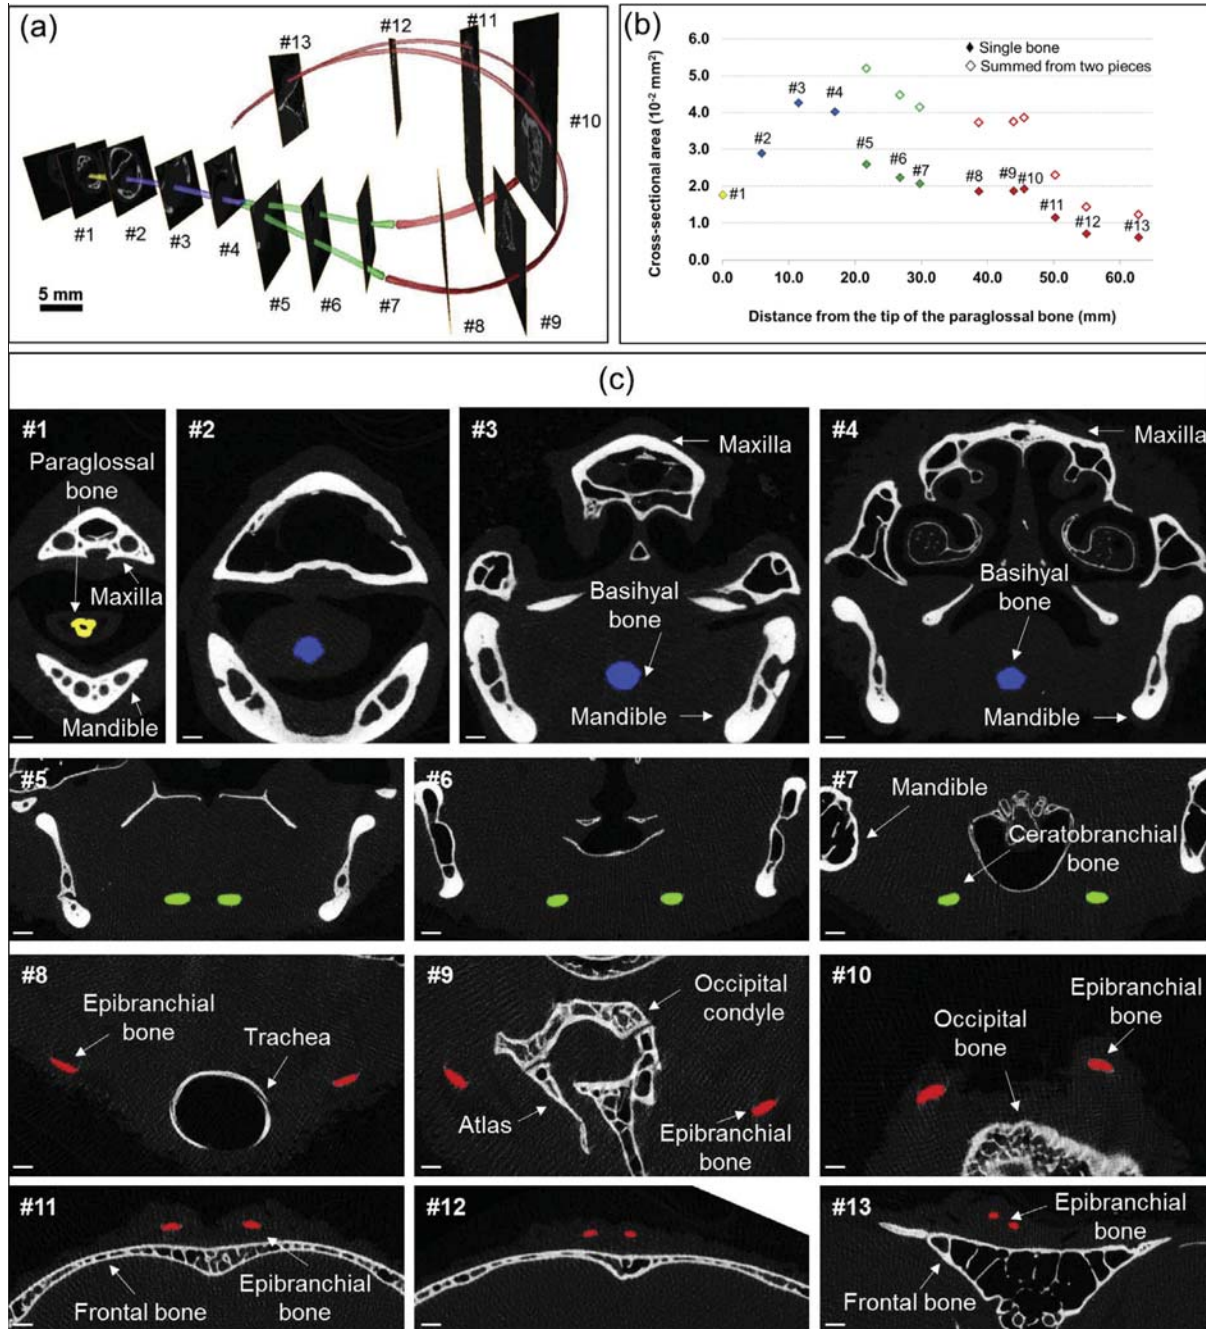 (a)
#13
#12
#11
#10
#1
#2
#3
#4
#5
#6
#7
#8
#9
5 mm
(b)
Cross-sectional area (10⁻² mm²)
6.0
5.0
4.0
3.0
2.0
1.0
0.0
Single bone
Summed from two pieces
#1
#2
#3
#4
#5
#6
#7
#8
#9
#10
#11
#12
#13
0.0 10.0 20.0 30.0 40.0 50.0 60.0
Distance from the tip of the paraglossal bone (mm)
(c)
#1
Paraglossal
bone
Maxilla
Mandible
#2
#3
Maxilla
Basihyal
bone
Mandible
#4
Maxilla
Basihyal
bone
Mandible
#5
#6
#7
Mandible
Ceratobranchial
bone
#8
Epibranchial
bone
Trachea
#9
Occipital
condyle
Atlas
Epibranchial
bone
#10
Epibranchial
bone
Occipital
bone
#11
Frontal bone
Epibranchial
bone
#12
#13
Epibranchial
bone
Frontal bone